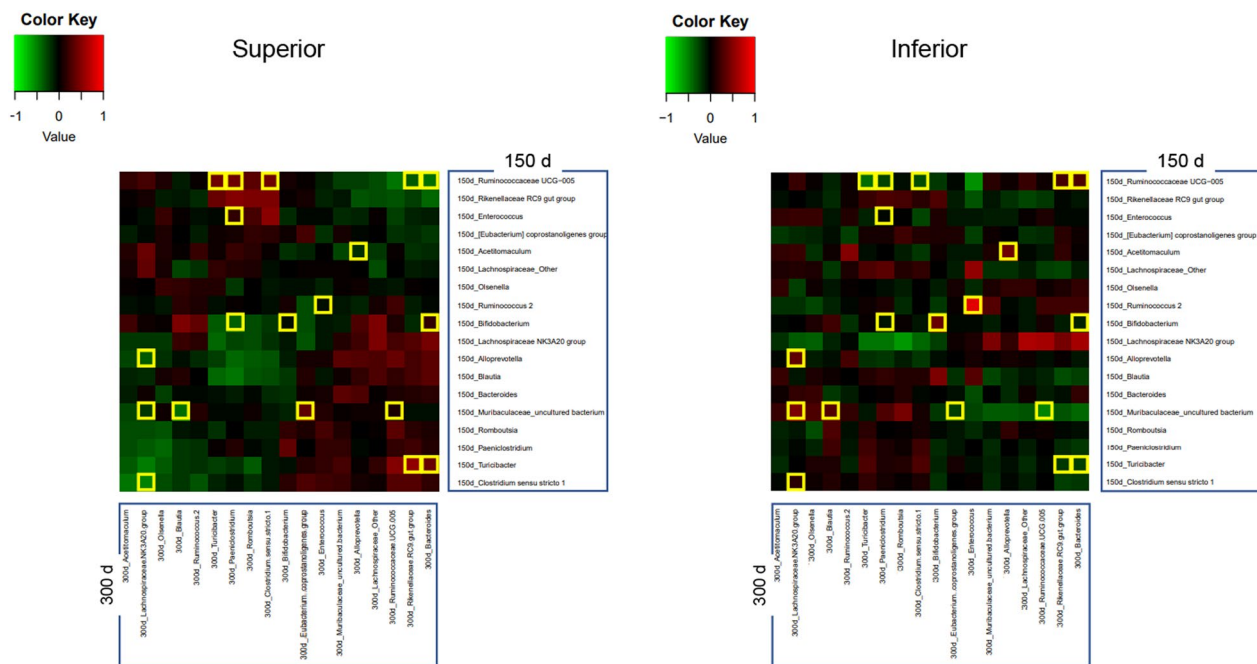 Color Key
-1 0 1
Value
Superior
150 d
150d_Ruminococcaceae UCG-005
150d_Rikenellaceae RC9 gut group
150d_Enterococcus
150d_[Eubacterium] coprostanoligenes group
150d_Acetitomaculum
150d_Lachnospiraceae_Other
150d_Olsenella
150d_Ruminococcus 2
150d_Bifidobacterium
150d_Lachnospiraceae NK3A20 group
150d_Alloprevotella
150d_Blautia
150d_Bacteroides
150d_Muribaculaceae_uncultured bacterium
150d_Romboutsia
150d_Paeniclostridium
150d_Turicibacter
150d_Clostridium sensu stricto 1
300 d
300d_Acetitomaculum
300d_Lachnospiraceae.NK3A20.group
300d_Olsenella
300d_Blautia
300d_Ruminococcus.2
300d_Turicibacter
300d_Paeniclostridium
300d_Romboutsia
300d_Clostridium.sensu.stricto.1
300d_Bifidobacterium
300d_Eubacterium..coprostanoligenes group
300d_Enterococcus
300d_Muribaculaceae_uncultured bacterium
300d_Alloprevotella
300d_Lachnospiraceae_Other
300d_Ruminococcaceae UCG.005
300d_Rikenellaceae RC9.gut.group
300d_Bacteroides
Color Key
-1 0 1
Value
Inferior
150 d
150d_Ruminococcaceae UCG-005
150d_Rikenellaceae RC9 gut group
150d_Enterococcus
150d_[Eubacterium] coprostanoligenes group
150d_Acetitomaculum
150d_Lachnospiraceae_Other
150d_Olsenella
150d_Ruminococcus 2
150d_Bifidobacterium
150d_Lachnospiraceae NK3A20 group
150d_Alloprevotella
150d_Blautia
150d_Bacteroides
150d_Muribaculaceae_uncultured bacterium
150d_Romboutsia
150d_Paeniclostridium
150d_Turicibacter
150d_Clostridium sensu stricto 1
300 d
300d_Acetitomaculum
300d_Lachnospiraceae.NK3A20.group
300d_Olsenella
300d_Blautia
300d_Ruminococcus 2
300d_Turicibacter
300d_Paeniclostridium
300d_Romboutsia
300d_Clostridium.sensu.stricto.1
300d_Bifidobacterium
300d_Eubacterium..coprostanoligenes group
300d_Enterococcus
300d_Muribaculaceae_uncultured bacterium
300d_Alloprevotella
300d_Lachnospiraceae_Other
300d_Ruminococcaceae UCG.005
300d_Rikenellaceae RC9.gut.group
300d_Bacteroides